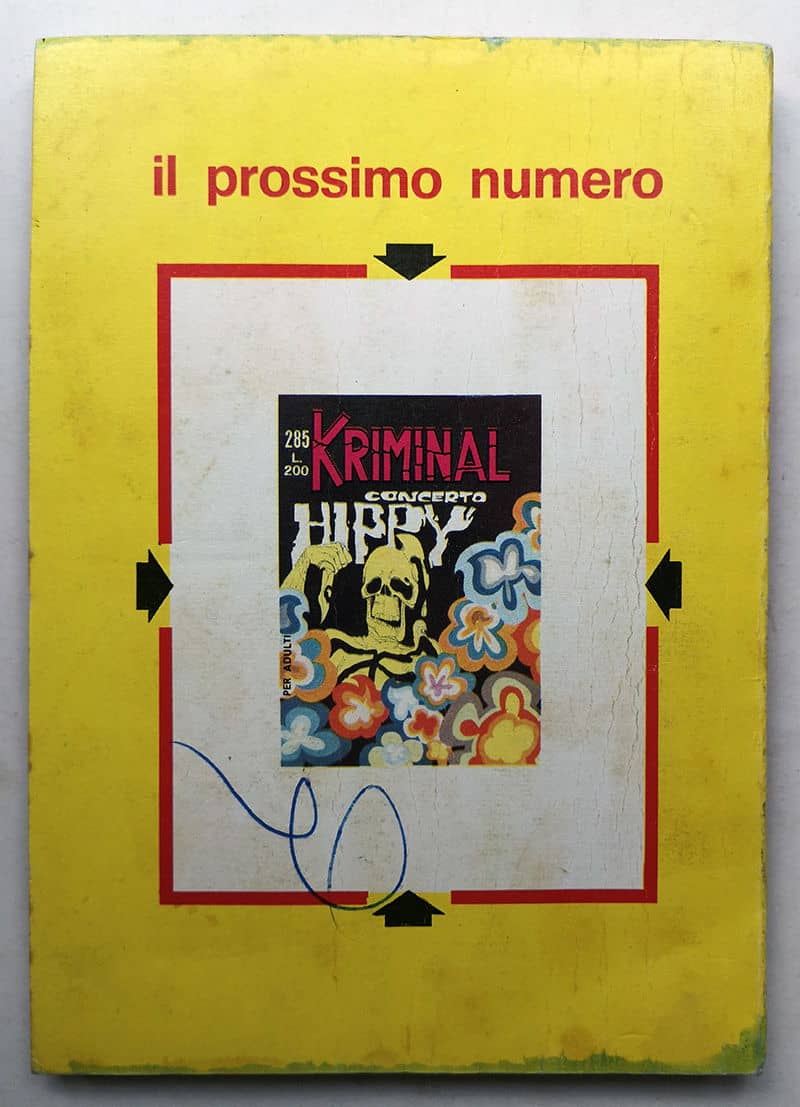 il prossimo numero
285 KRIMINAL
L.
200
CONCERTO
HIPPY
PER ADULTI